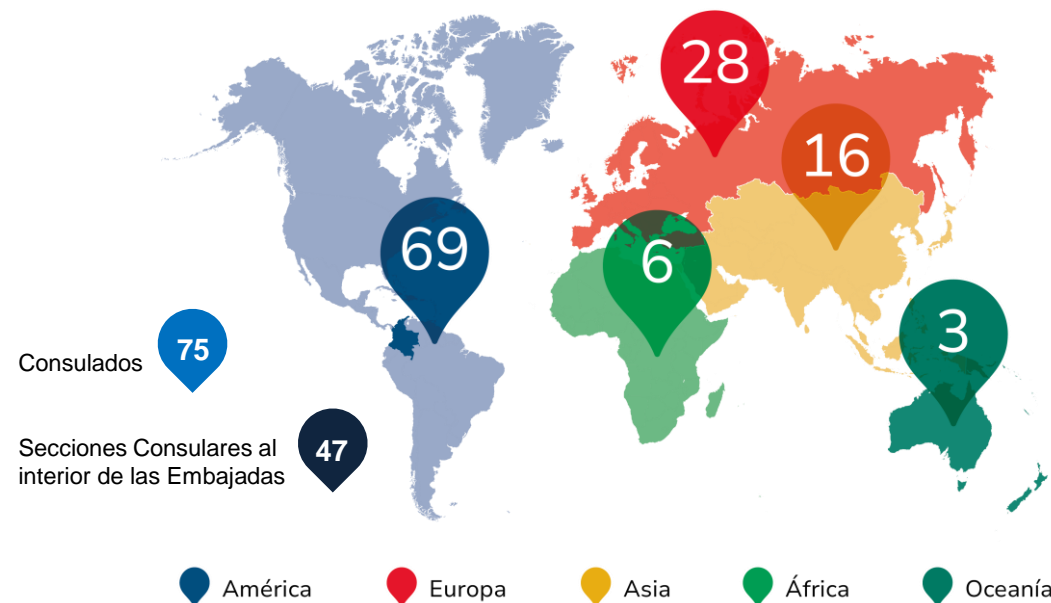 28
16
69
6
3
Consulados
75
Secciones Consulares al
interior de las Embajadas
47
América
Europa
Asia
África
Oceanía